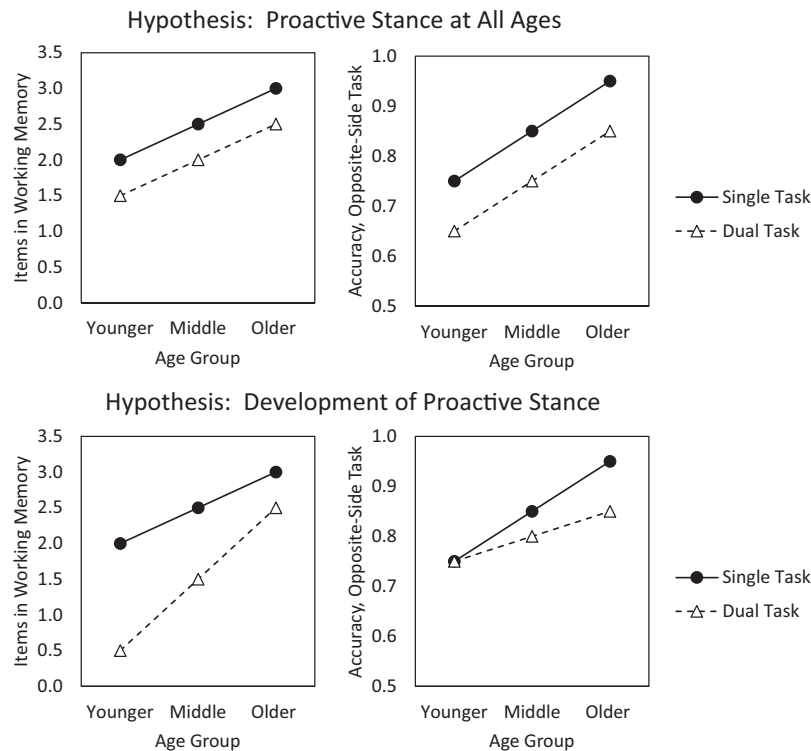 Hypothesis: Proactive Stance at All Ages
Items in Working Memory
3.5
3.0
2.5
2.0
1.5
1.0
0.5
0.0
Younger Middle Older
Age Group
Accuracy, Opposite-Side Task
1.0
0.9
0.8
0.7
0.6
0.5
Younger Middle Older
Age Group
Single Task
Dual Task
Hypothesis: Development of Proactive Stance
Items in Working Memory
3.5
3.0
2.5
2.0
1.5
1.0
0.5
0.0
Younger Middle Older
Age Group
Accuracy, Opposite-Side Task
1.0
0.9
0.8
0.7
0.6
0.5
Younger Middle Older
Age Group
Single Task
Dual Task